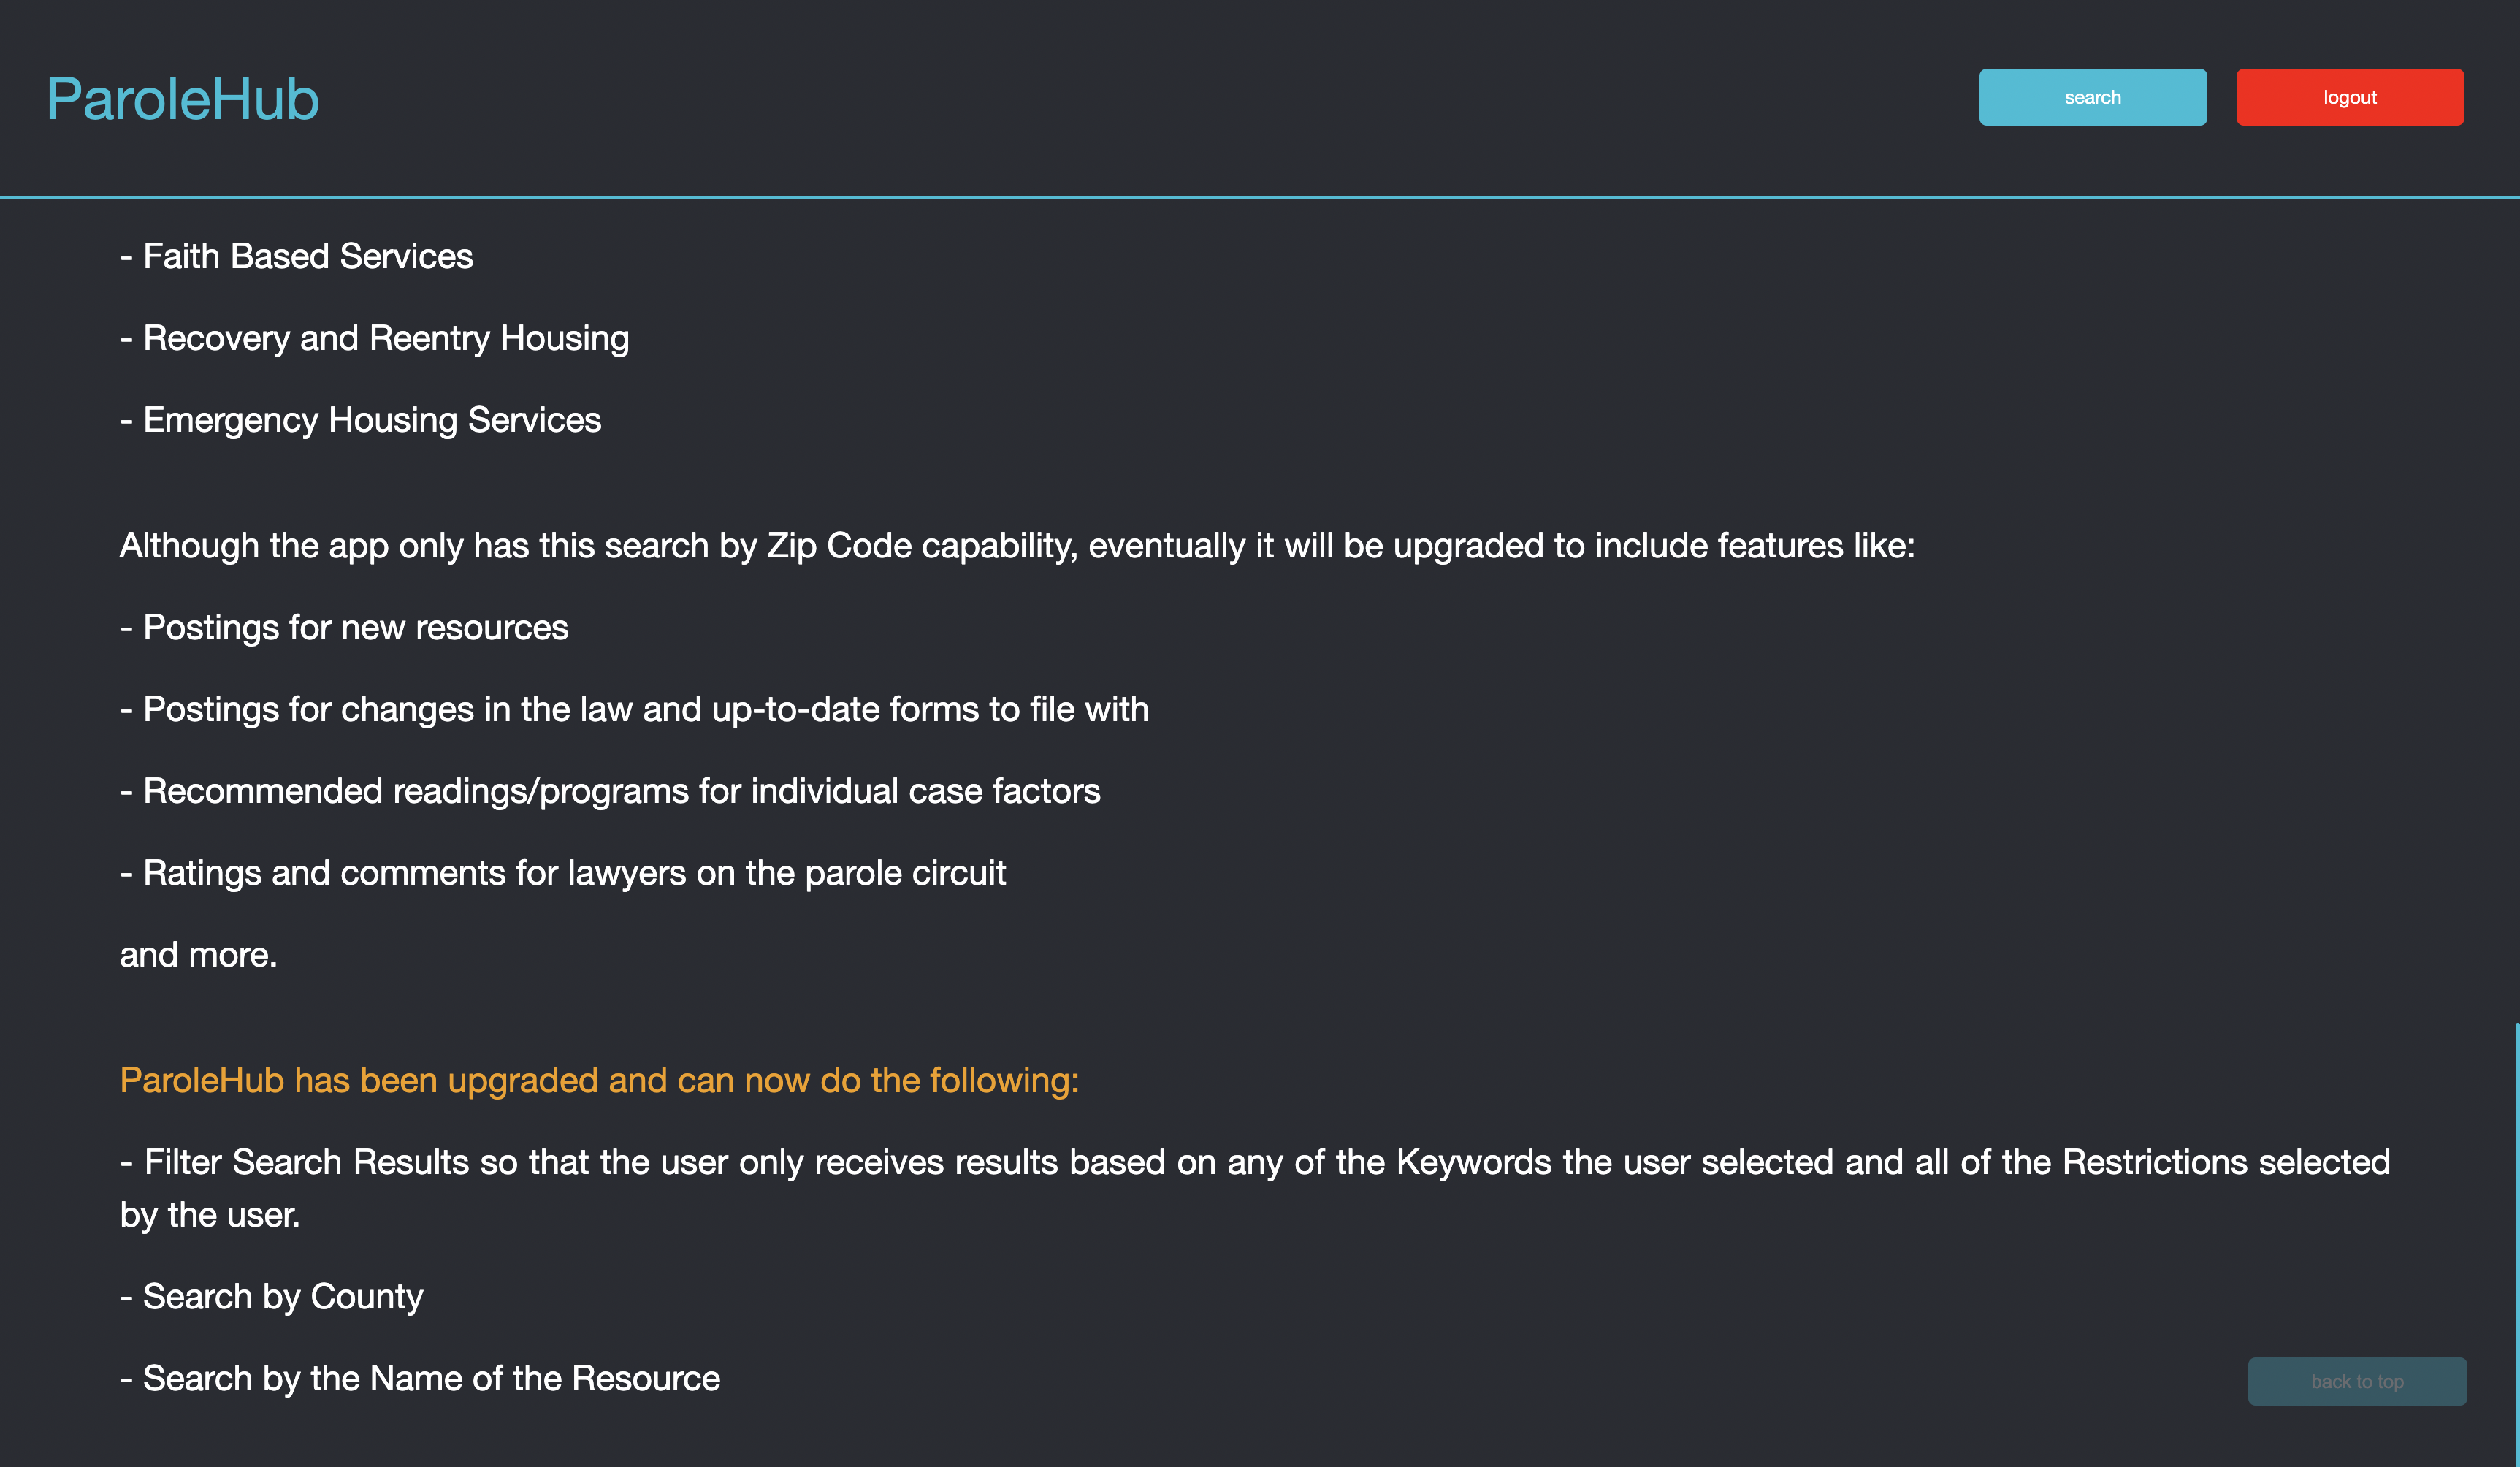 ParoleHub
search
logout
- Faith Based Services
- Recovery and Reentry Housing
- Emergency Housing Services
Although the app only has this search by Zip Code capability, eventually it will be upgraded to include features like:
- Postings for new resources
- Postings for changes in the law and up-to-date forms to file with
- Recommended readings/programs for individual case factors
- Ratings and comments for lawyers on the parole circuit
and more.
ParoleHub has been upgraded and can now do the following:
- Filter Search Results so that the user only receives results based on any of the Keywords the user selected and all of the Restrictions selected
by the user.
- Search by County
- Search by the Name of the Resource
back to top